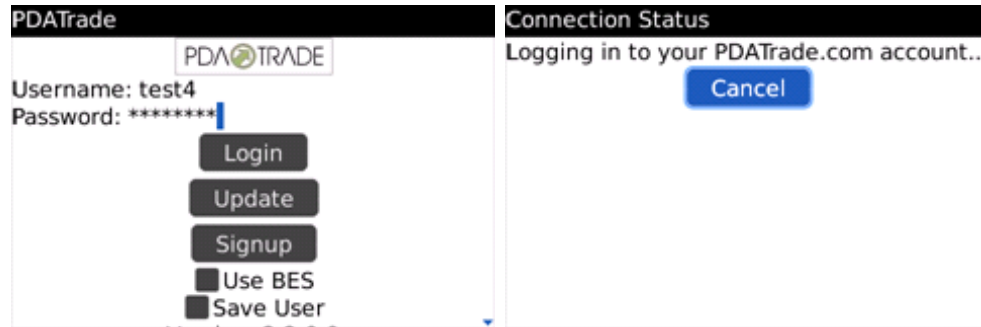 PDATrade
PDATRADE
Username: test4
Password: ********
Login
Update
Signup
Use BES
Save User
Connection Status
Logging in to your PDATrade.com account..
Cancel